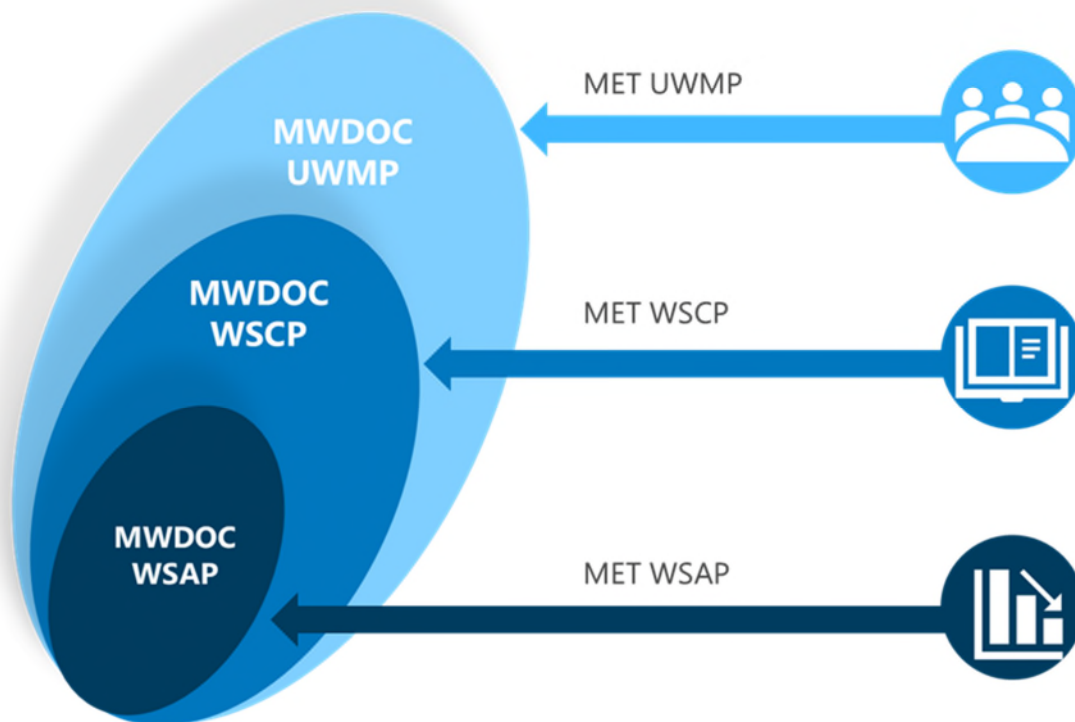 MWDOC
UWMP
MET UWMP
MWDOC
WSCP
MET WSCP
MWDOC
WSAP
MET WSAP